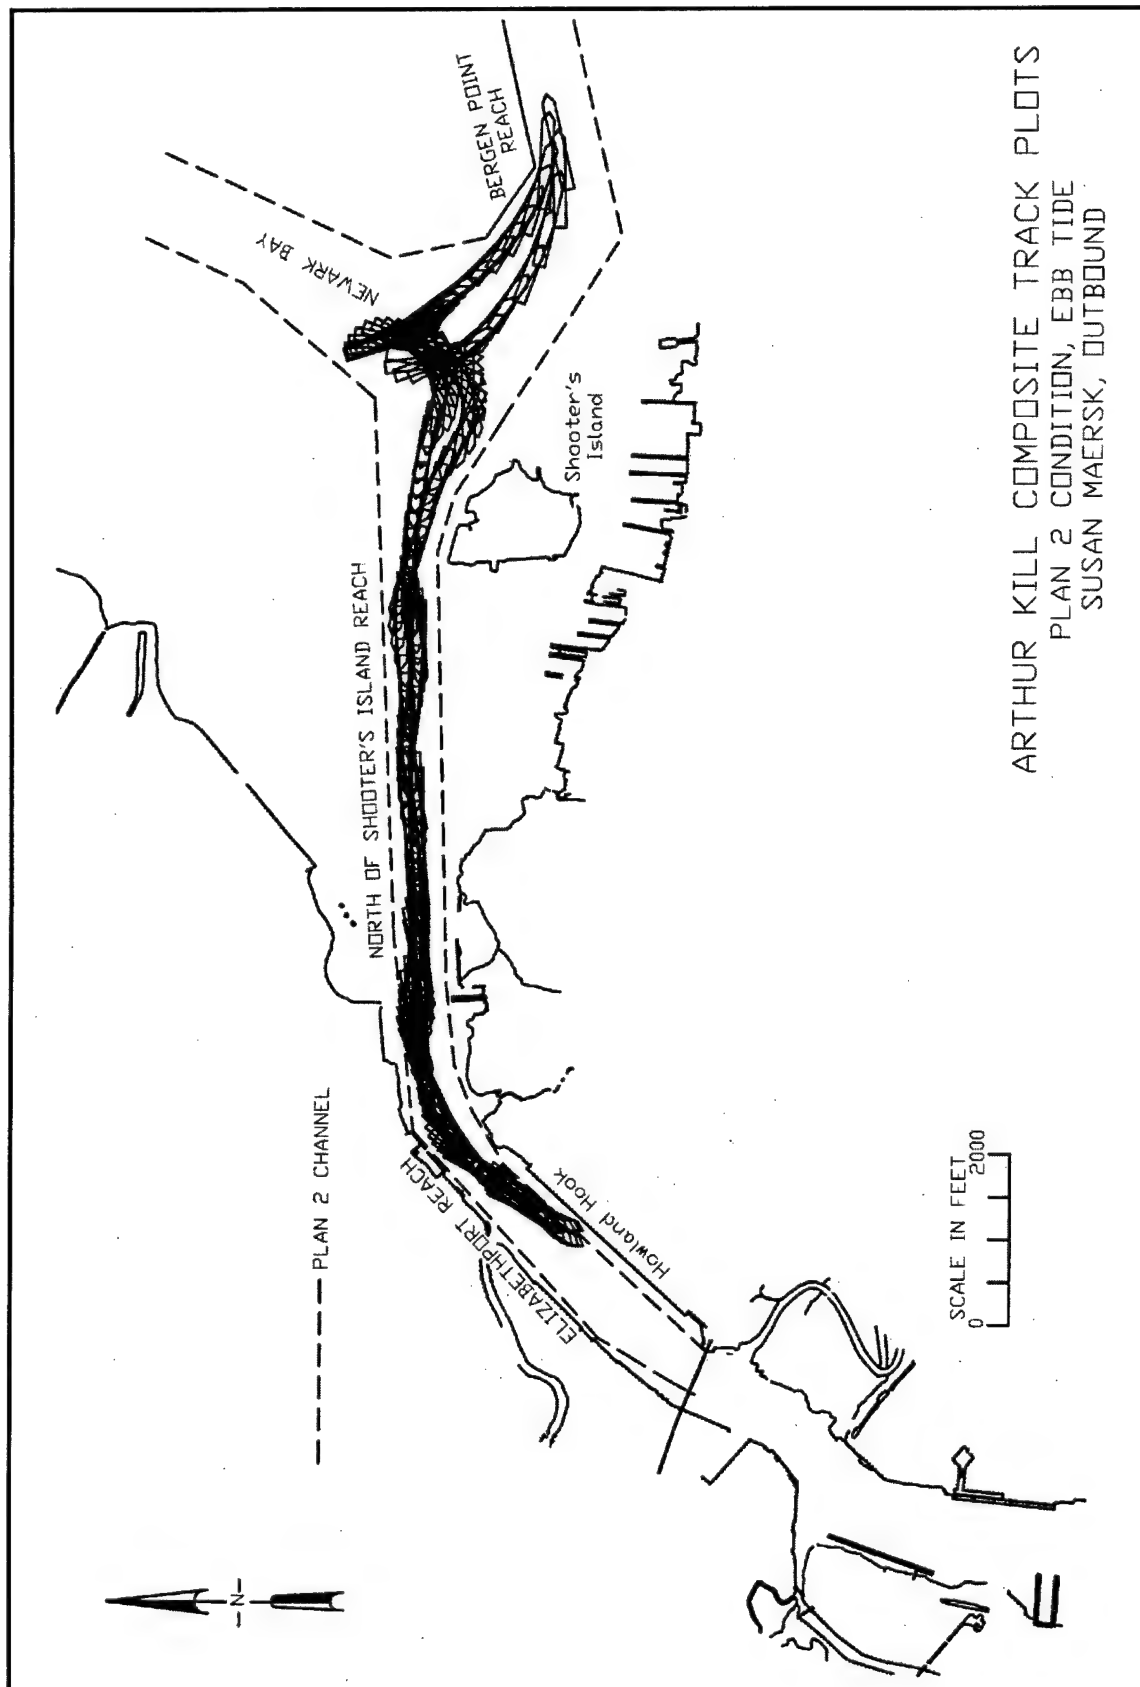 NEWARK BAY
BERGEN POINT
REACH
NORTH OF SHOOTER'S ISLAND REACH
Shooter's
Island
ELIZABETHPORT REACH
Howland Hook
PLAN 2 CHANNEL
-N-
SCALE IN FEET
0 2000
ARTHUR KILL COMPOSITE TRACK PLOTS
PLAN 2 CONDITION, EBB TIDE
SUSAN MAERSK, OUTBOUND